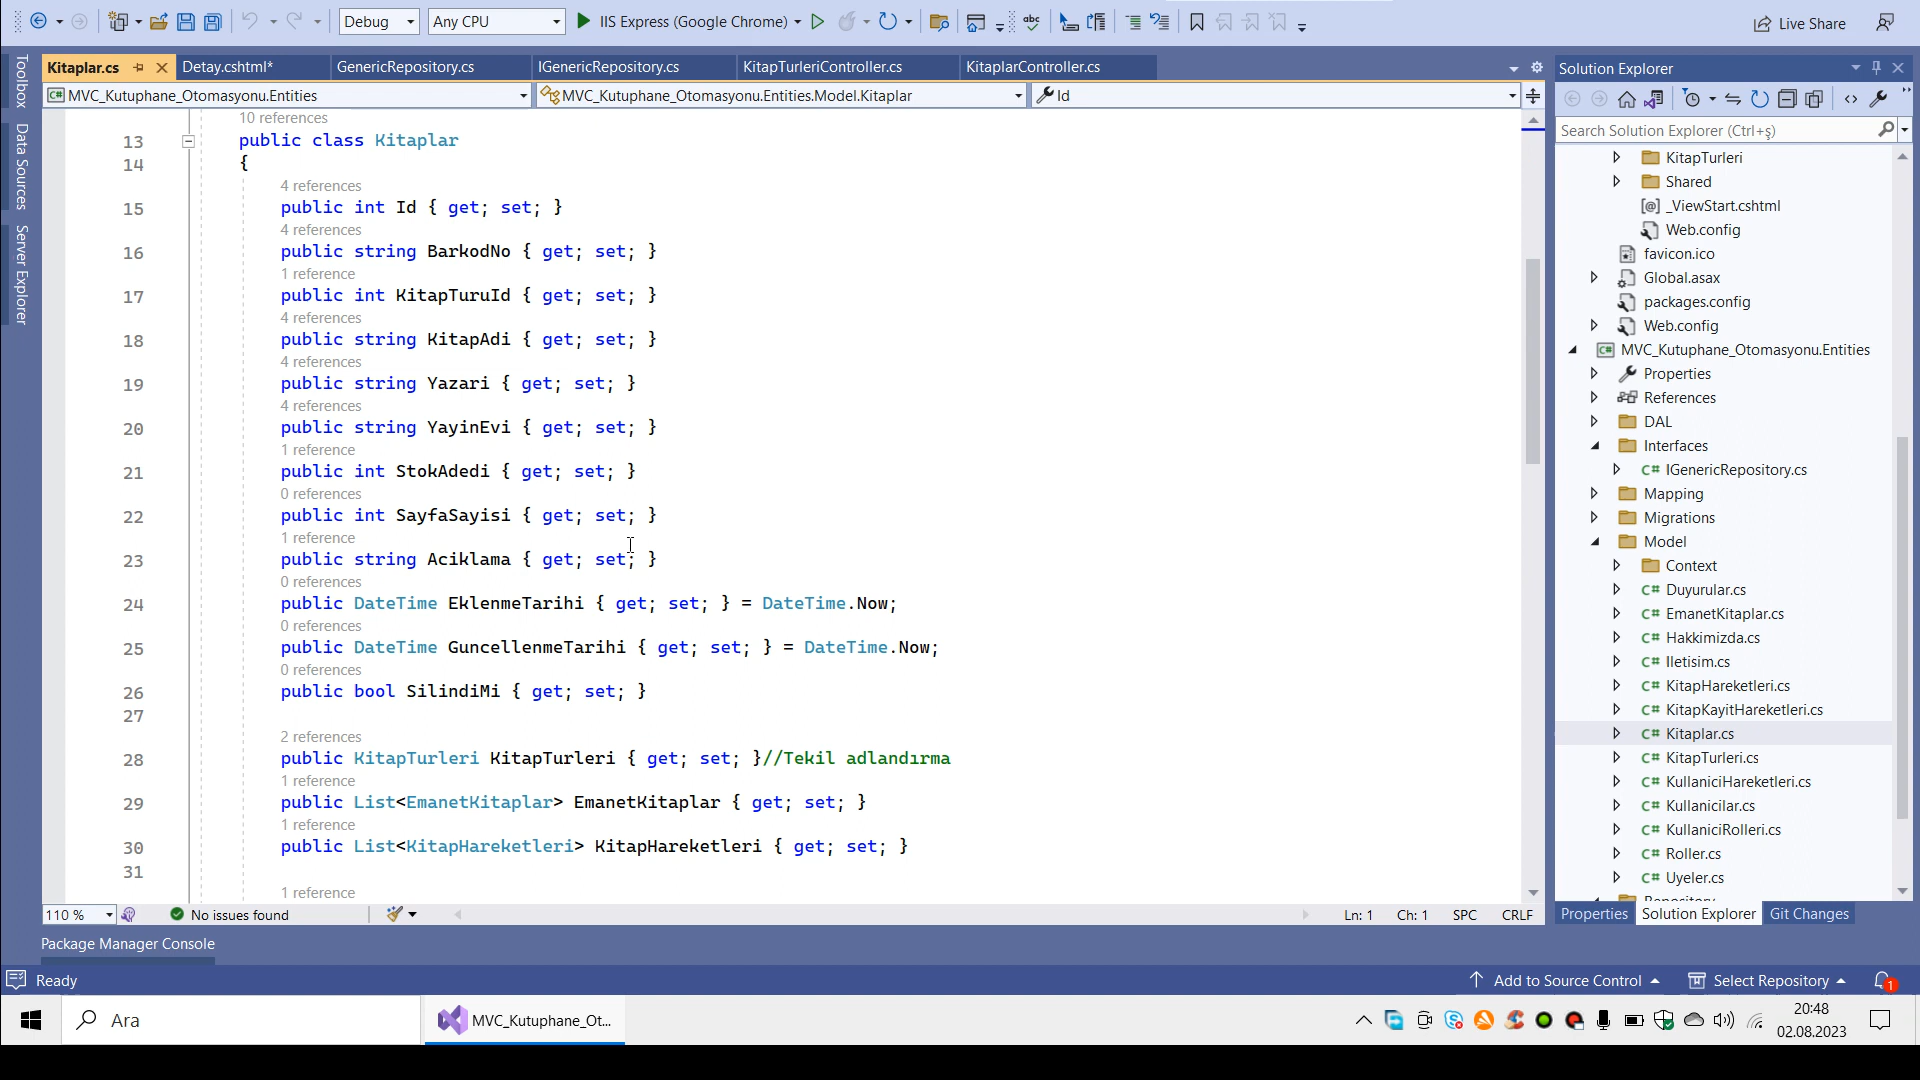 Debug
Any CPU
IIS Express (Google Chrome)
Live Share
Toolbox
Data Sources
Server Explorer
Kitaplar.cs
Detay.cshtml*
GenericRepository.cs
IGenericRepository.cs
KitapTurleriController.cs
KitaplarController.cs
MVC_Kutuphane_Otomasyonu.Entities
MVC_Kutuphane_Otomasyonu.Entities.Model.Kitaplar
Id
10 references
13 public class Kitaplar
14 {
4 references
15 public int Id { get; set; }
4 references
16 public string BarkodNo { get; set; }
1 reference
17 public int KitapTuruId { get; set; }
4 references
18 public string KitapAdi { get; set; }
4 references
19 public string Yazari { get; set; }
4 references
20 public string YayinEvi { get; set; }
1 reference
21 public int StokAdedi { get; set; }
0 references
22 public int SayfaSayisi { get; set; }
1 reference
23 public string Aciklama { get; set; }
0 references
24 public DateTime EklenmeTarihi { get; set; } = DateTime.Now;
0 references
25 public DateTime GuncellenmeTarihi { get; set; } = DateTime.Now;
0 references
26 public bool SilindiMi { get; set; }
27
2 references
28 public KitapTurleri KitapTurleri { get; set; }//Tekil adlandırma
1 reference
29 public List<EmanetKitaplar> EmanetKitaplar { get; set; }
1 reference
30 public List<KitapHareketleri> KitapHareketleri { get; set; }
31
1 reference
110 %
No issues found
Ln: 1
Ch: 1
SPC
CRLF
Solution Explorer
Search Solution Explorer (Ctrl+ş)
KitapTurleri
Shared
_ViewStart.cshtml
Web.config
favicon.ico
Global.asax
packages.config
Web.config
MVC_Kutuphane_Otomasyonu.Entities
Properties
References
DAL
Interfaces
C# IGenericRepository.cs
Mapping
Migrations
Model
Context
C# Duyurular.cs
C# EmanetKitaplar.cs
C# Hakkimizda.cs
C# Iletisim.cs
C# KitapHareketleri.cs
C# KitapKayitHareketleri.cs
C# Kitaplar.cs
C# KitapTurleri.cs
C# KullaniciHareketleri.cs
C# Kullanicilar.cs
C# KullaniciRolleri.cs
C# Roller.cs
C# Uyeler.cs
Properties
Solution Explorer
Git Changes
Package Manager Console
Ready
Add to Source Control
Select Repository
1
Ara
MVC_Kutuphane_Ot...
20:48
02.08.2023